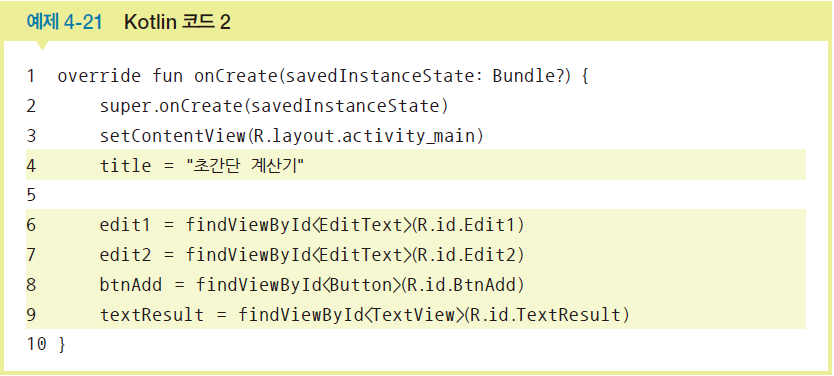 예제 4-21 Kotlin 코드 2
1 override fun onCreate(savedInstanceState: Bundle?) {
2 super.onCreate(savedInstanceState)
3 setContentView(R.layout.activity_main)
4 title = "초간단 계산기"
5
6 edit1 = findViewById<EditText>(R.id.Edit1)
7 edit2 = findViewById<EditText>(R.id.Edit2)
8 btnAdd = findViewById<Button>(R.id.BtnAdd)
9 textResult = findViewById<TextView>(R.id.TextResult)
10 }